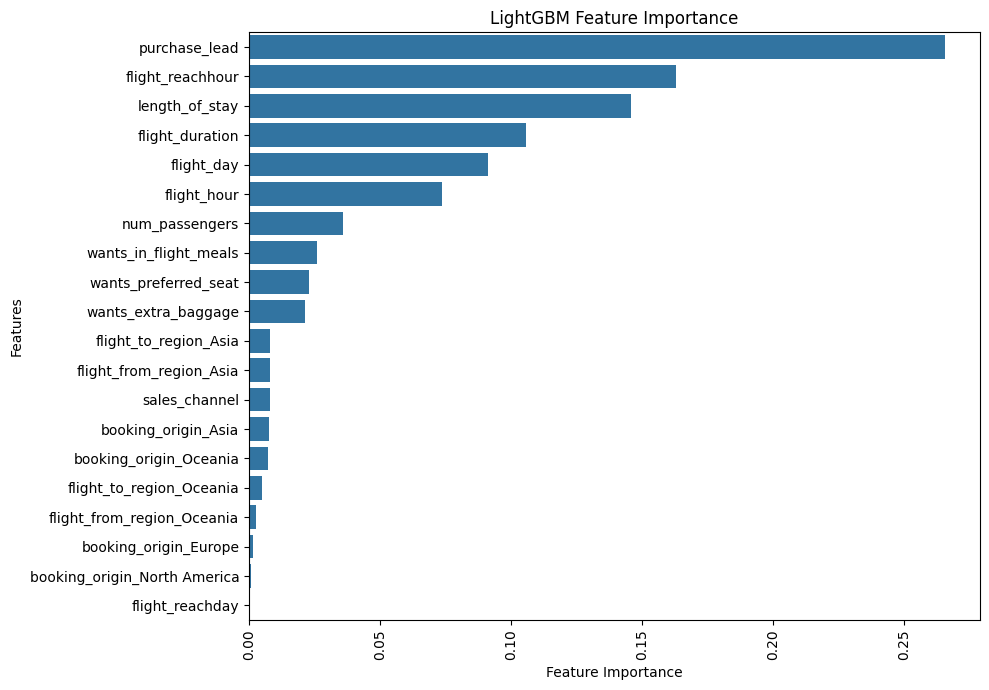 LightGBM Feature Importance
Features
purchase_lead
flight_reachhour
length_of_stay
flight_duration
flight_day
flight_hour
num_passengers
wants_in_flight_meals
wants_preferred_seat
wants_extra_baggage
flight_to_region_Asia
flight_from_region_Asia
sales_channel
booking_origin_Asia
booking_origin_Oceania
flight_to_region_Oceania
flight_from_region_Oceania
booking_origin_Europe
booking_origin_North America
flight_reachday
0.00
0.05
0.10
0.15
0.20
0.25
Feature Importance